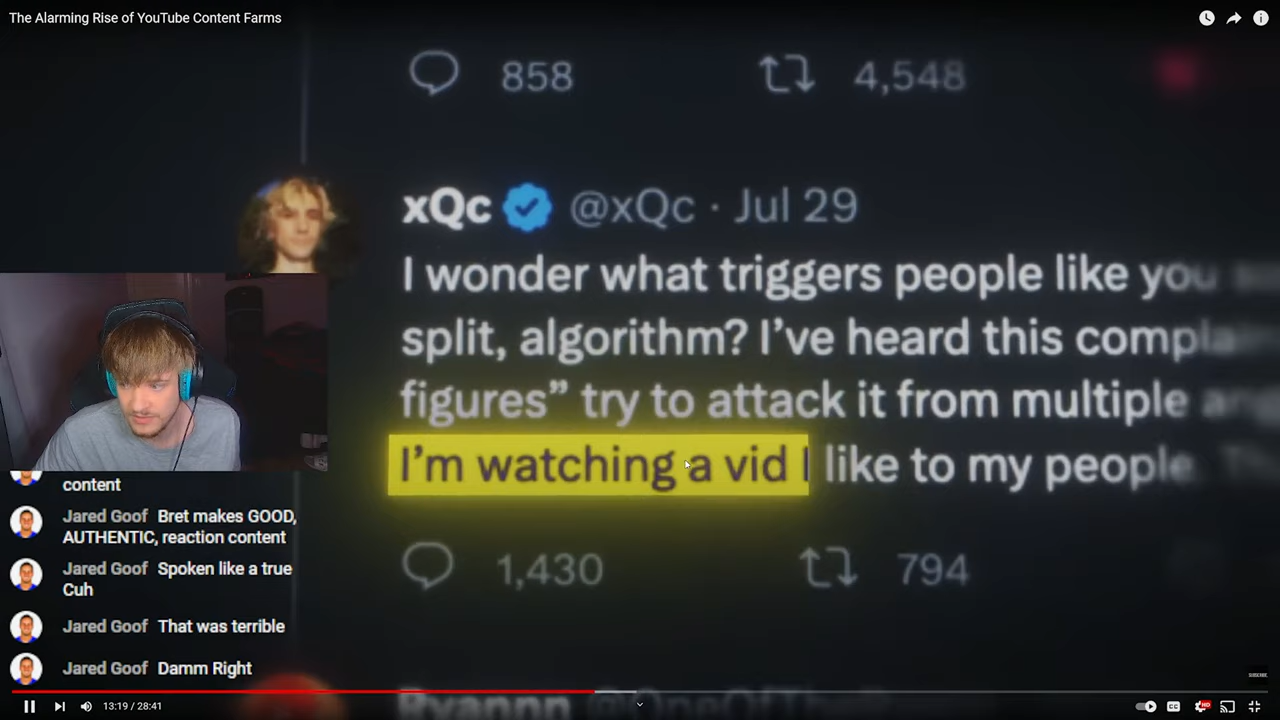 The Alarming Rise of YouTube Content Farms
858 4,548
xQc @xQc · Jul 29
I wonder what triggers people like you
split, algorithm? I've heard this
figures” try to attack it from multiple
I'm watching a vid I like to my people.
1,430 794
content
Jared Goof Bret makes GOOD,
AUTHENTIC, reaction content
Jared Goof Spoken like a true
Cuh
Jared Goof That was terrible
Jared Goof Damm Right
SUBSCRIBE
13:19 / 28:41
CC
HD